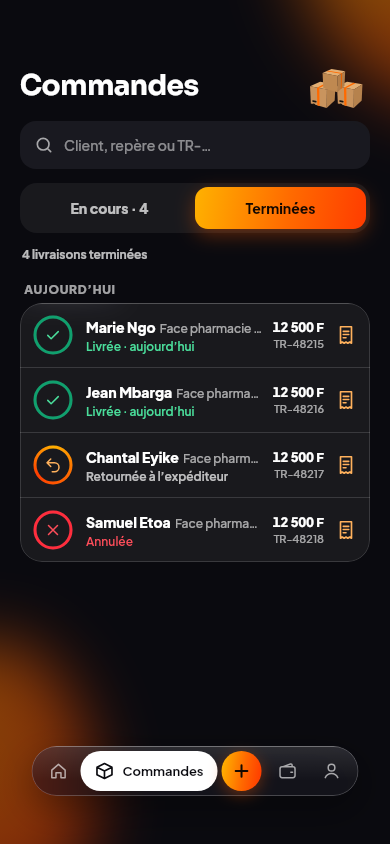 Commandes
Client, repère ou TR-…
En cours · 4
Terminées
4 livraisons terminées
AUJOURD’HUI
Marie Ngo Face pharmacie … 12 500 F
Livrée · aujourd’hui TR-48215
Jean Mbarga Face pharma… 12 500 F
Livrée · aujourd’hui TR-48216
Chantal Eyike Face pharm… 12 500 F
Retournée à l’expéditeur TR-48217
Samuel Etoa Face pharma… 12 500 F
Annulée TR-48218
Commandes